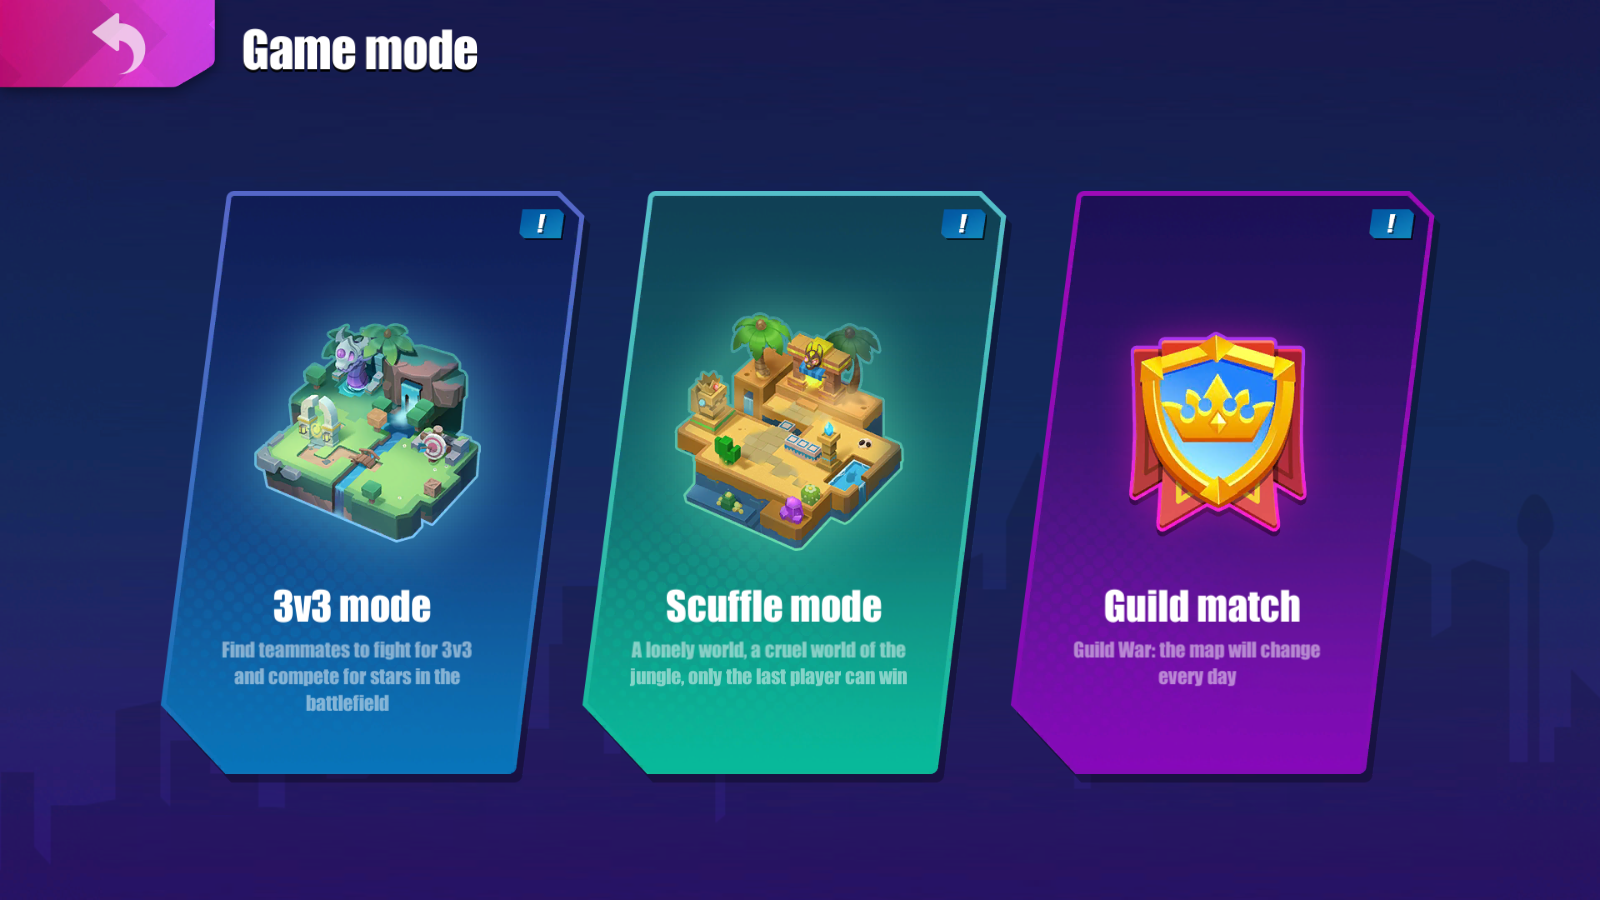 Game mode
!
!
!
3v3 mode
Find teammates to fight for 3v3
and compete for stars in the
battlefield
Scuffle mode
A lonely world, a cruel world of the
jungle, only the last player can win
Guild match
Guild War: the map will change
every day